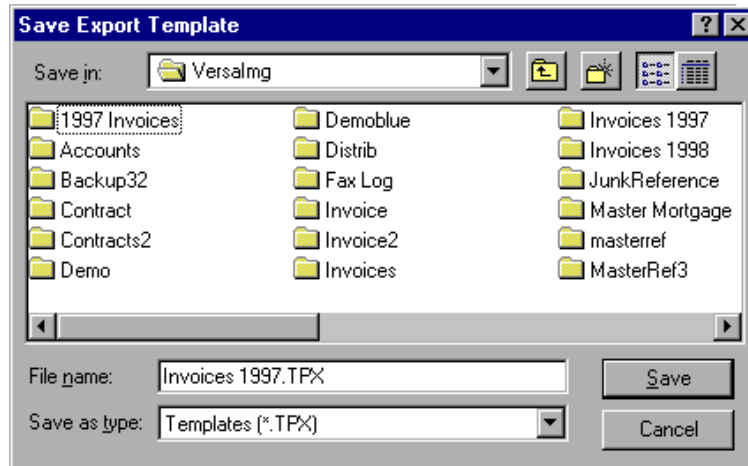 Save Export Template
Save in: VersaImg
1997 Invoices Demoblue Invoices 1997
Accounts Distrib Invoices 1998
Backup32 Fax Log JunkReference
Contract Invoice Master Mortgage
Contracts2 Invoice2 masterref
Demo Invoices MasterRef3
File name: Invoices 1997.TPX Save
Save as type: Templates (*.TPX) Cancel